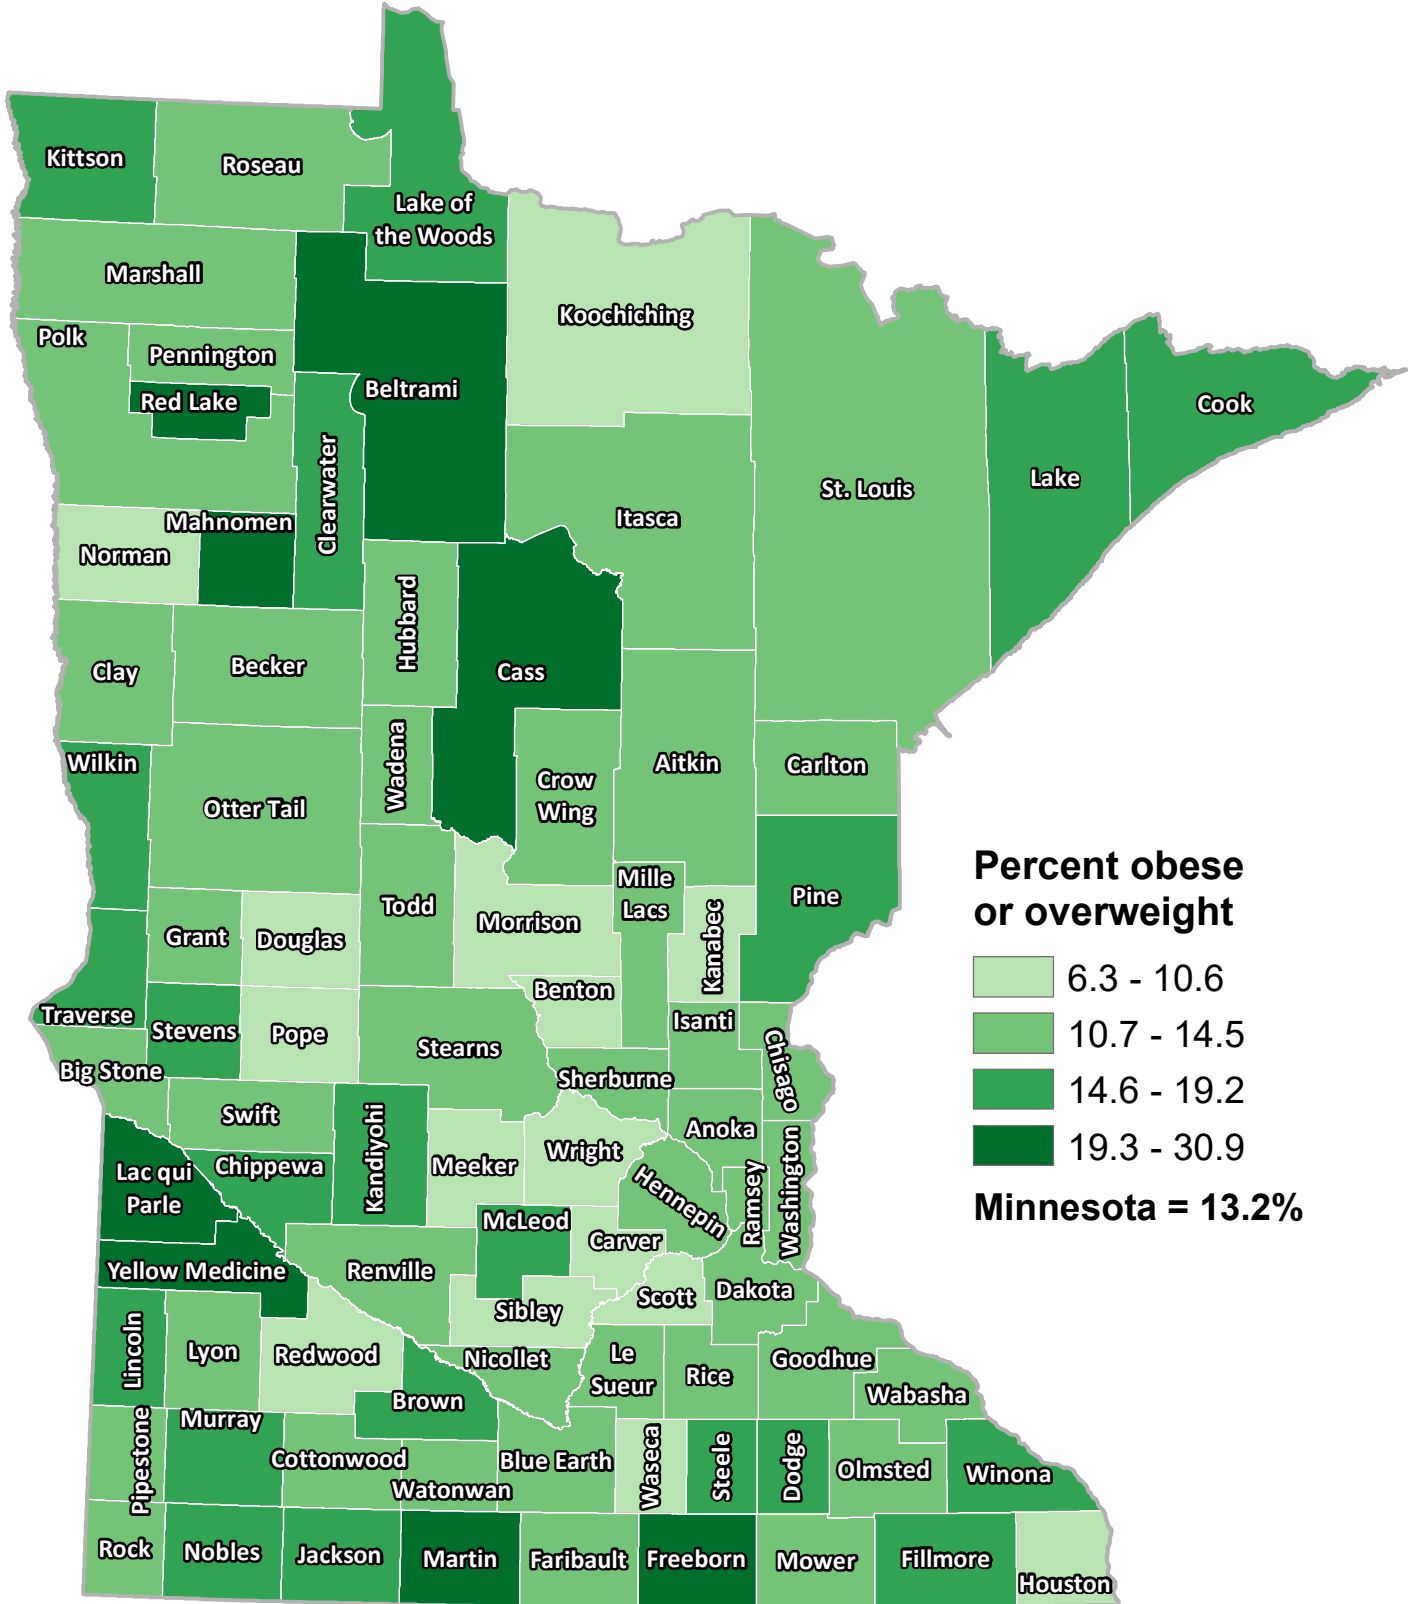 Kittson
Roseau
Lake of
the Woods
Marshall
Koochiching
Polk
Pennington
Beltrami
Red Lake
Cook
Clearwater
Lake
St. Louis
Itasca
Mahnomen
Norman
Hubbard
Clay
Becker
Cass
Wilkin
Wadena
Aitkin
Carlton
Crow
Wing
Otter Tail
Percent obese
or overweight
6.3 - 10.6
10.7 - 14.5
14.6 - 19.2
19.3 - 30.9
Minnesota = 13.2%
Mille
Lacs
Pine
Todd
Morrison
Kanabec
Grant
Douglas
Benton
Traverse
Stevens
Pope
Isanti
Stearns
Chisago
Big Stone
Sherburne
Swift
Kandiyohi
Anoka
Wright
Meeker
Chippewa
Lac qui
Parle
Hennepin
Ramsey
Washington
McLeod
Carver
Yellow Medicine
Renville
Dakota
Scott
Sibley
Lincoln
Lyon
Redwood
Nicollet
Le
Sueur
Rice
Goodhue
Wabasha
Brown
Murray
Pipestone
Cottonwood
Watonwan
Blue Earth
Waseca
Steele
Dodge
Olmsted
Winona
Rock
Nobles
Jackson
Martin
Faribault
Freeborn
Mower
Fillmore
Houston